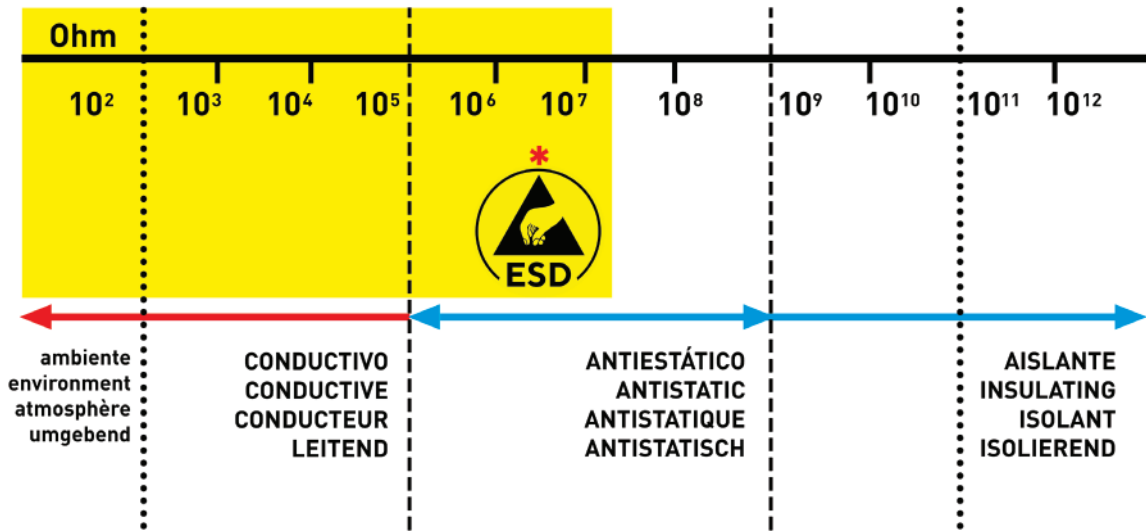 Ohm
10² 10³ 10⁴ 10⁵ 10⁶ 10⁷ 10⁸ 10⁹ 10¹⁰ 10¹¹ 10¹²
*
ESD
ambiente
environment
atmosphère
umgebend
CONDUCTIVO
CONDUCTIVE
CONDUCTEUR
LEITEND
ANTIESTÁTICO
ANTISTATIC
ANTISTATIQUE
ANTISTATISCH
AISLANTE
INSULATING
ISOLANT
ISOLIEREND